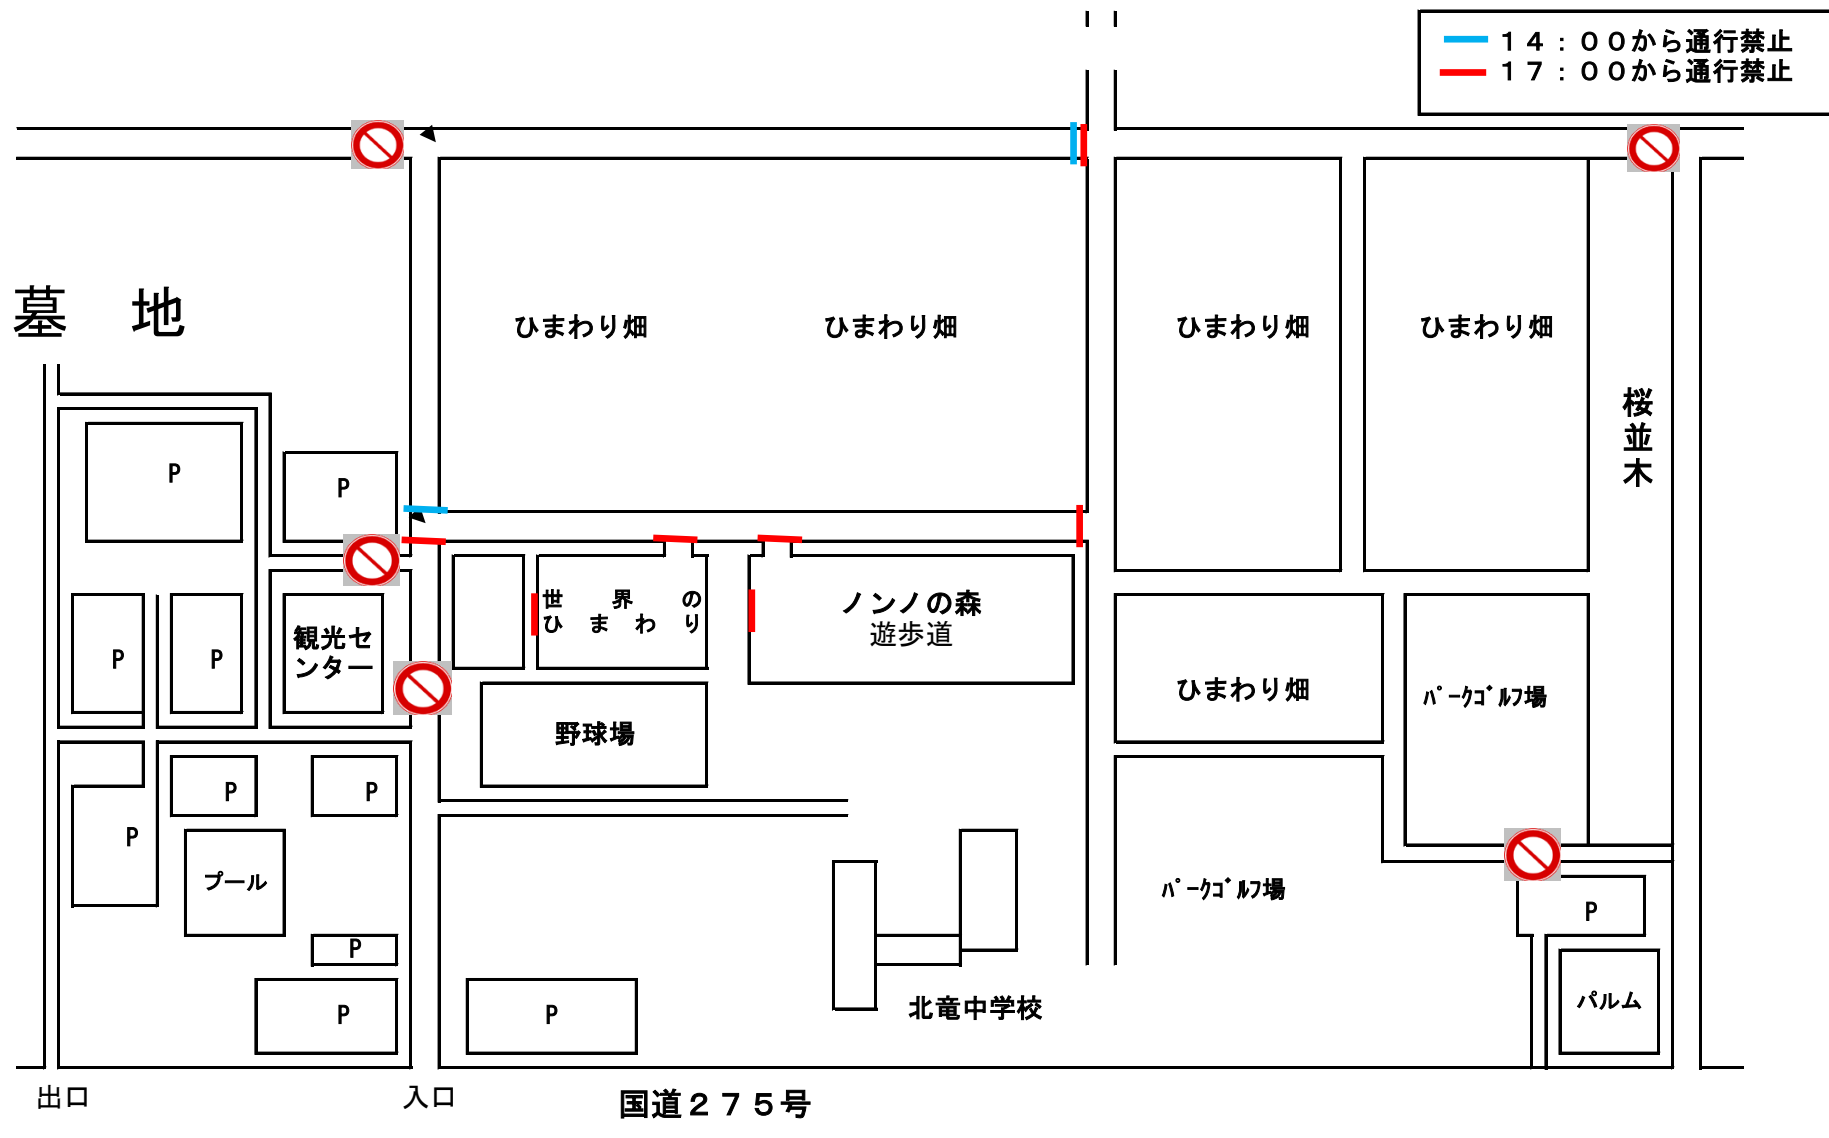 １４：００から通行禁止
１７：００から通行禁止
墓　地
ひまわり畑
ひまわり畑
ひまわり畑
ひまわり畑
桜並木
P
P
世　界　の
ひ　ま　わ　り
ノンノの森
遊歩道
観光セ
ンター
P
P
ひまわり畑
ﾊﾟｰｸｺﾞﾙﾌ場
野球場
P
P
P
プール
ﾊﾟｰｸｺﾞﾙﾌ場
P
P
P
P
北竜中学校
パルム
出口
入口
国道２７５号